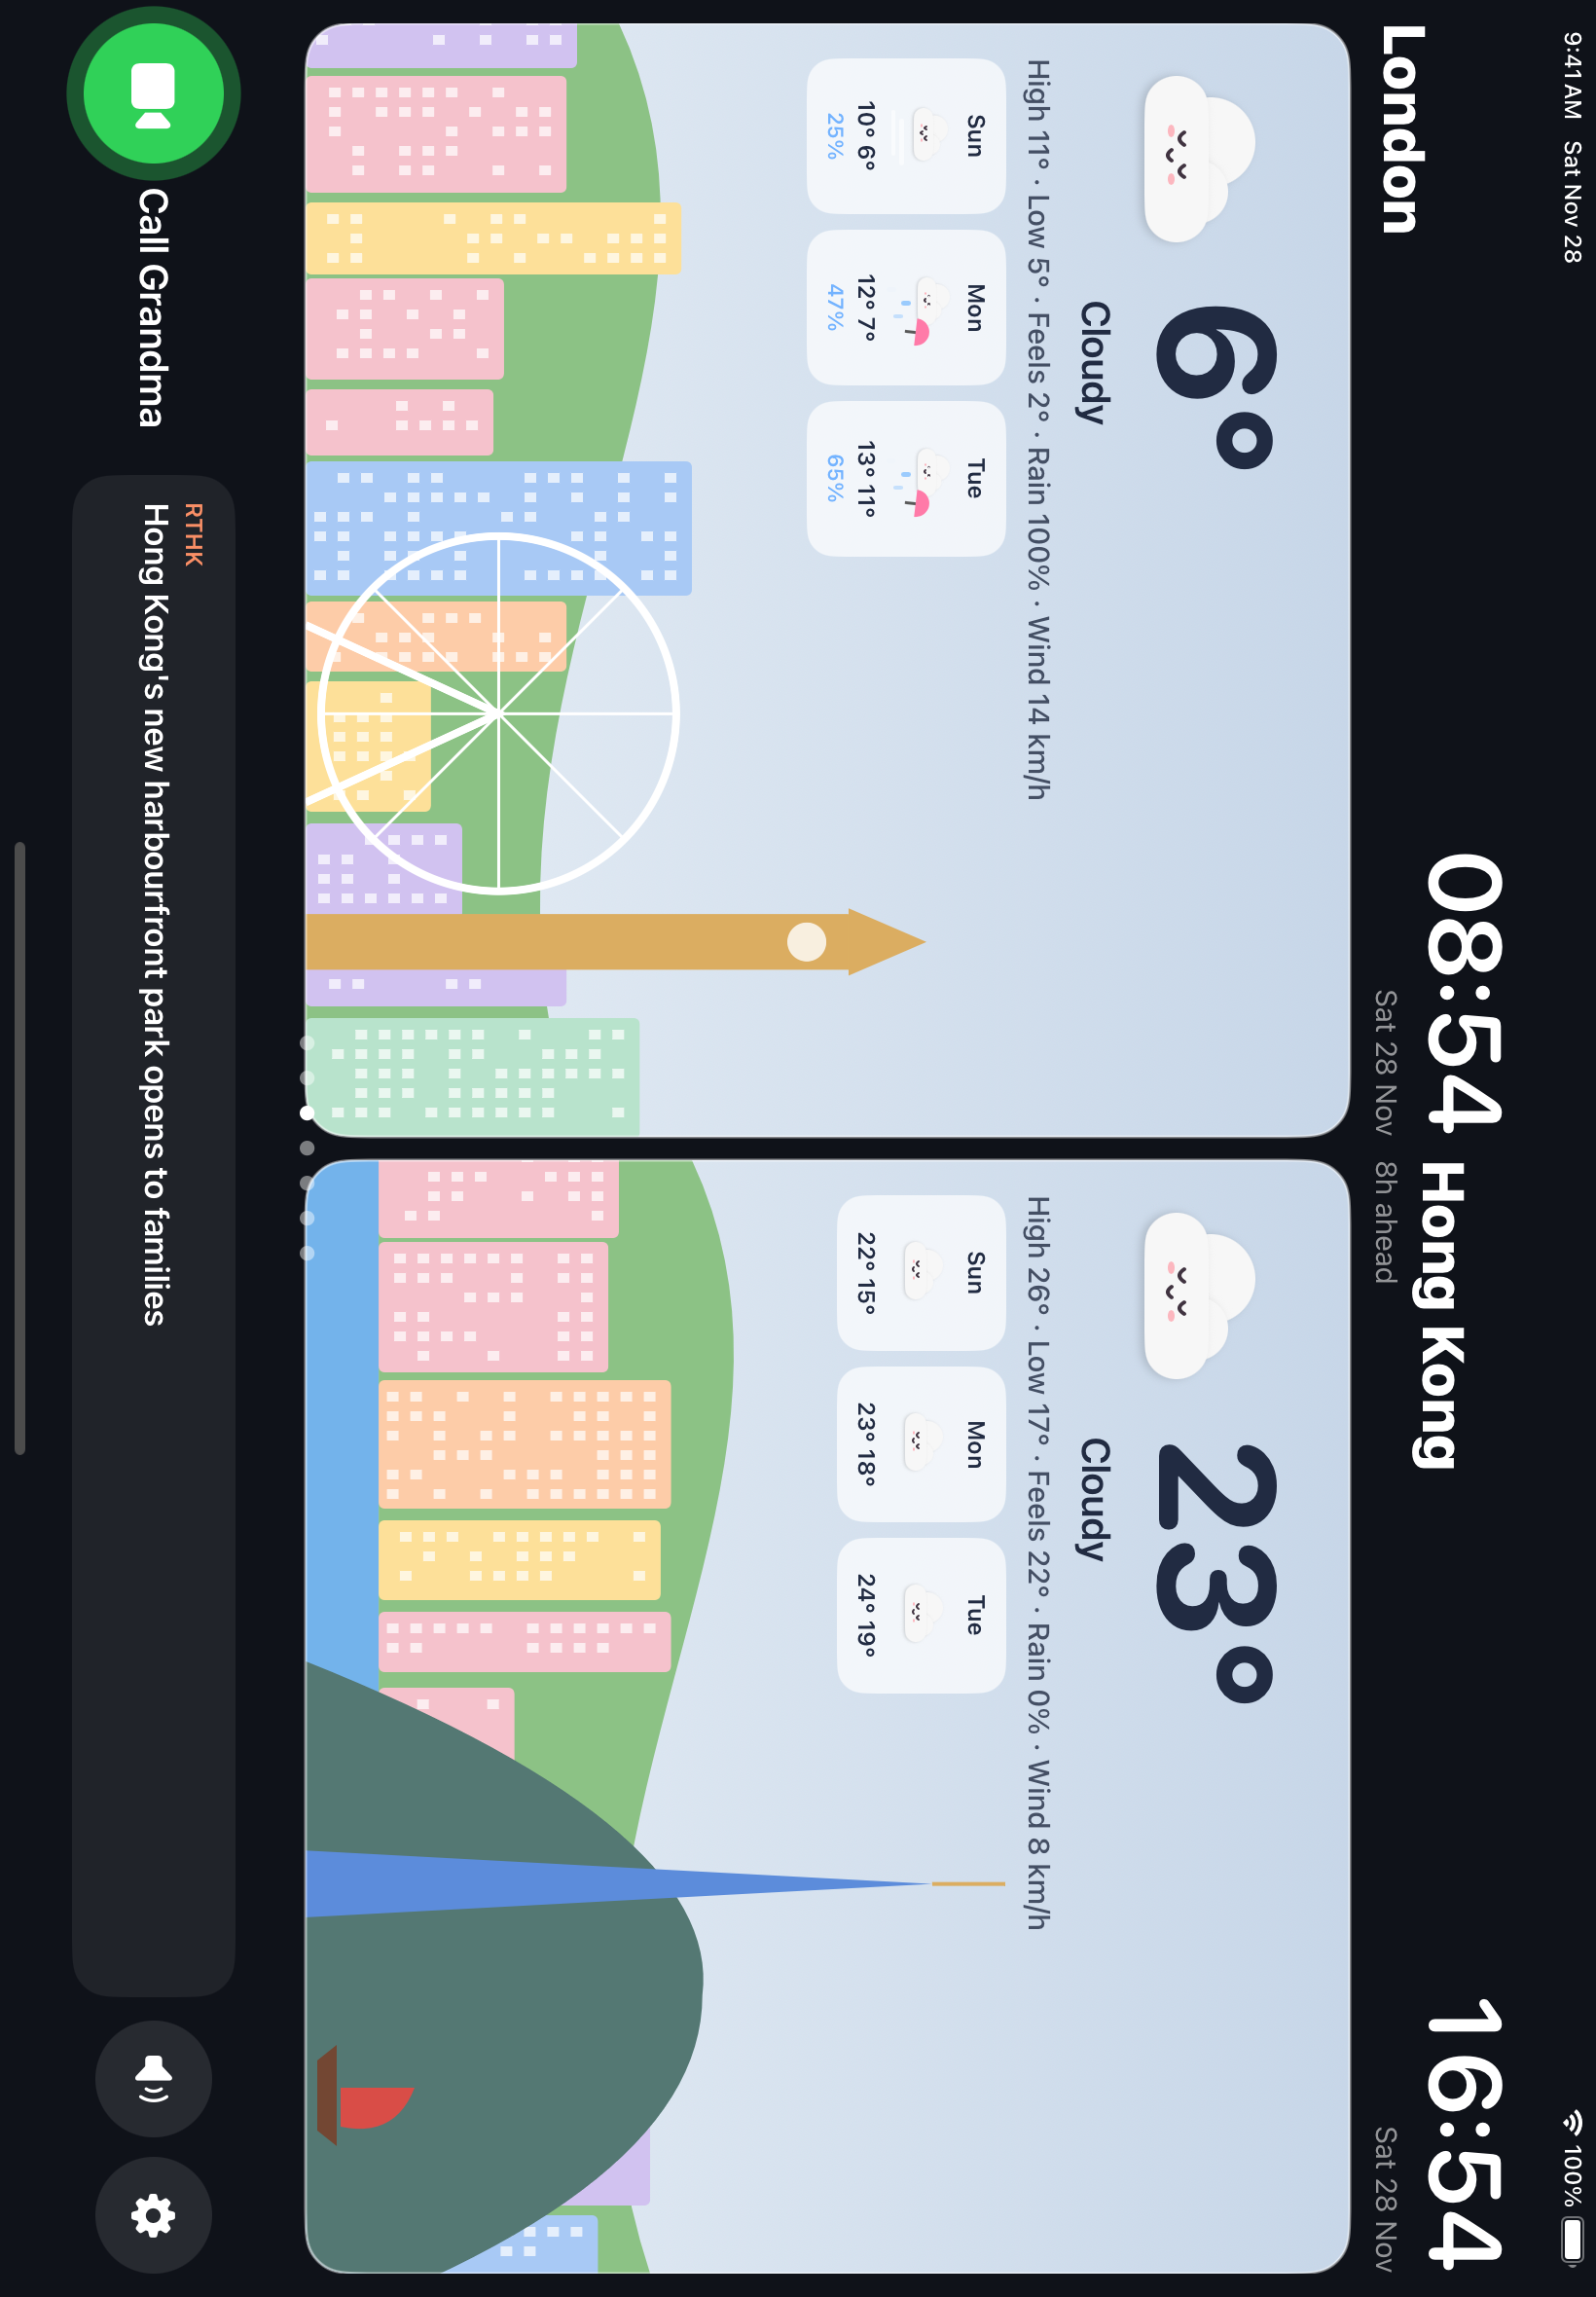 9:41 AM Sat Nov 28
100%
London
08:54
Sat 28 Nov
6°
Cloudy
High 11° · Low 5° · Feels 2° · Rain 100% · Wind 14 km/h
Sun
10° 6°
25%
Mon
12° 7°
47%
Tue
13° 11°
65%
Hong Kong
8h ahead
16:54
Sat 28 Nov
23°
Cloudy
High 26° · Low 17° · Feels 22° · Rain 0% · Wind 8 km/h
Sun
22° 15°
Mon
23° 18°
Tue
24° 19°
Call Grandma
RTHK
Hong Kong's new harbourfront park opens to families